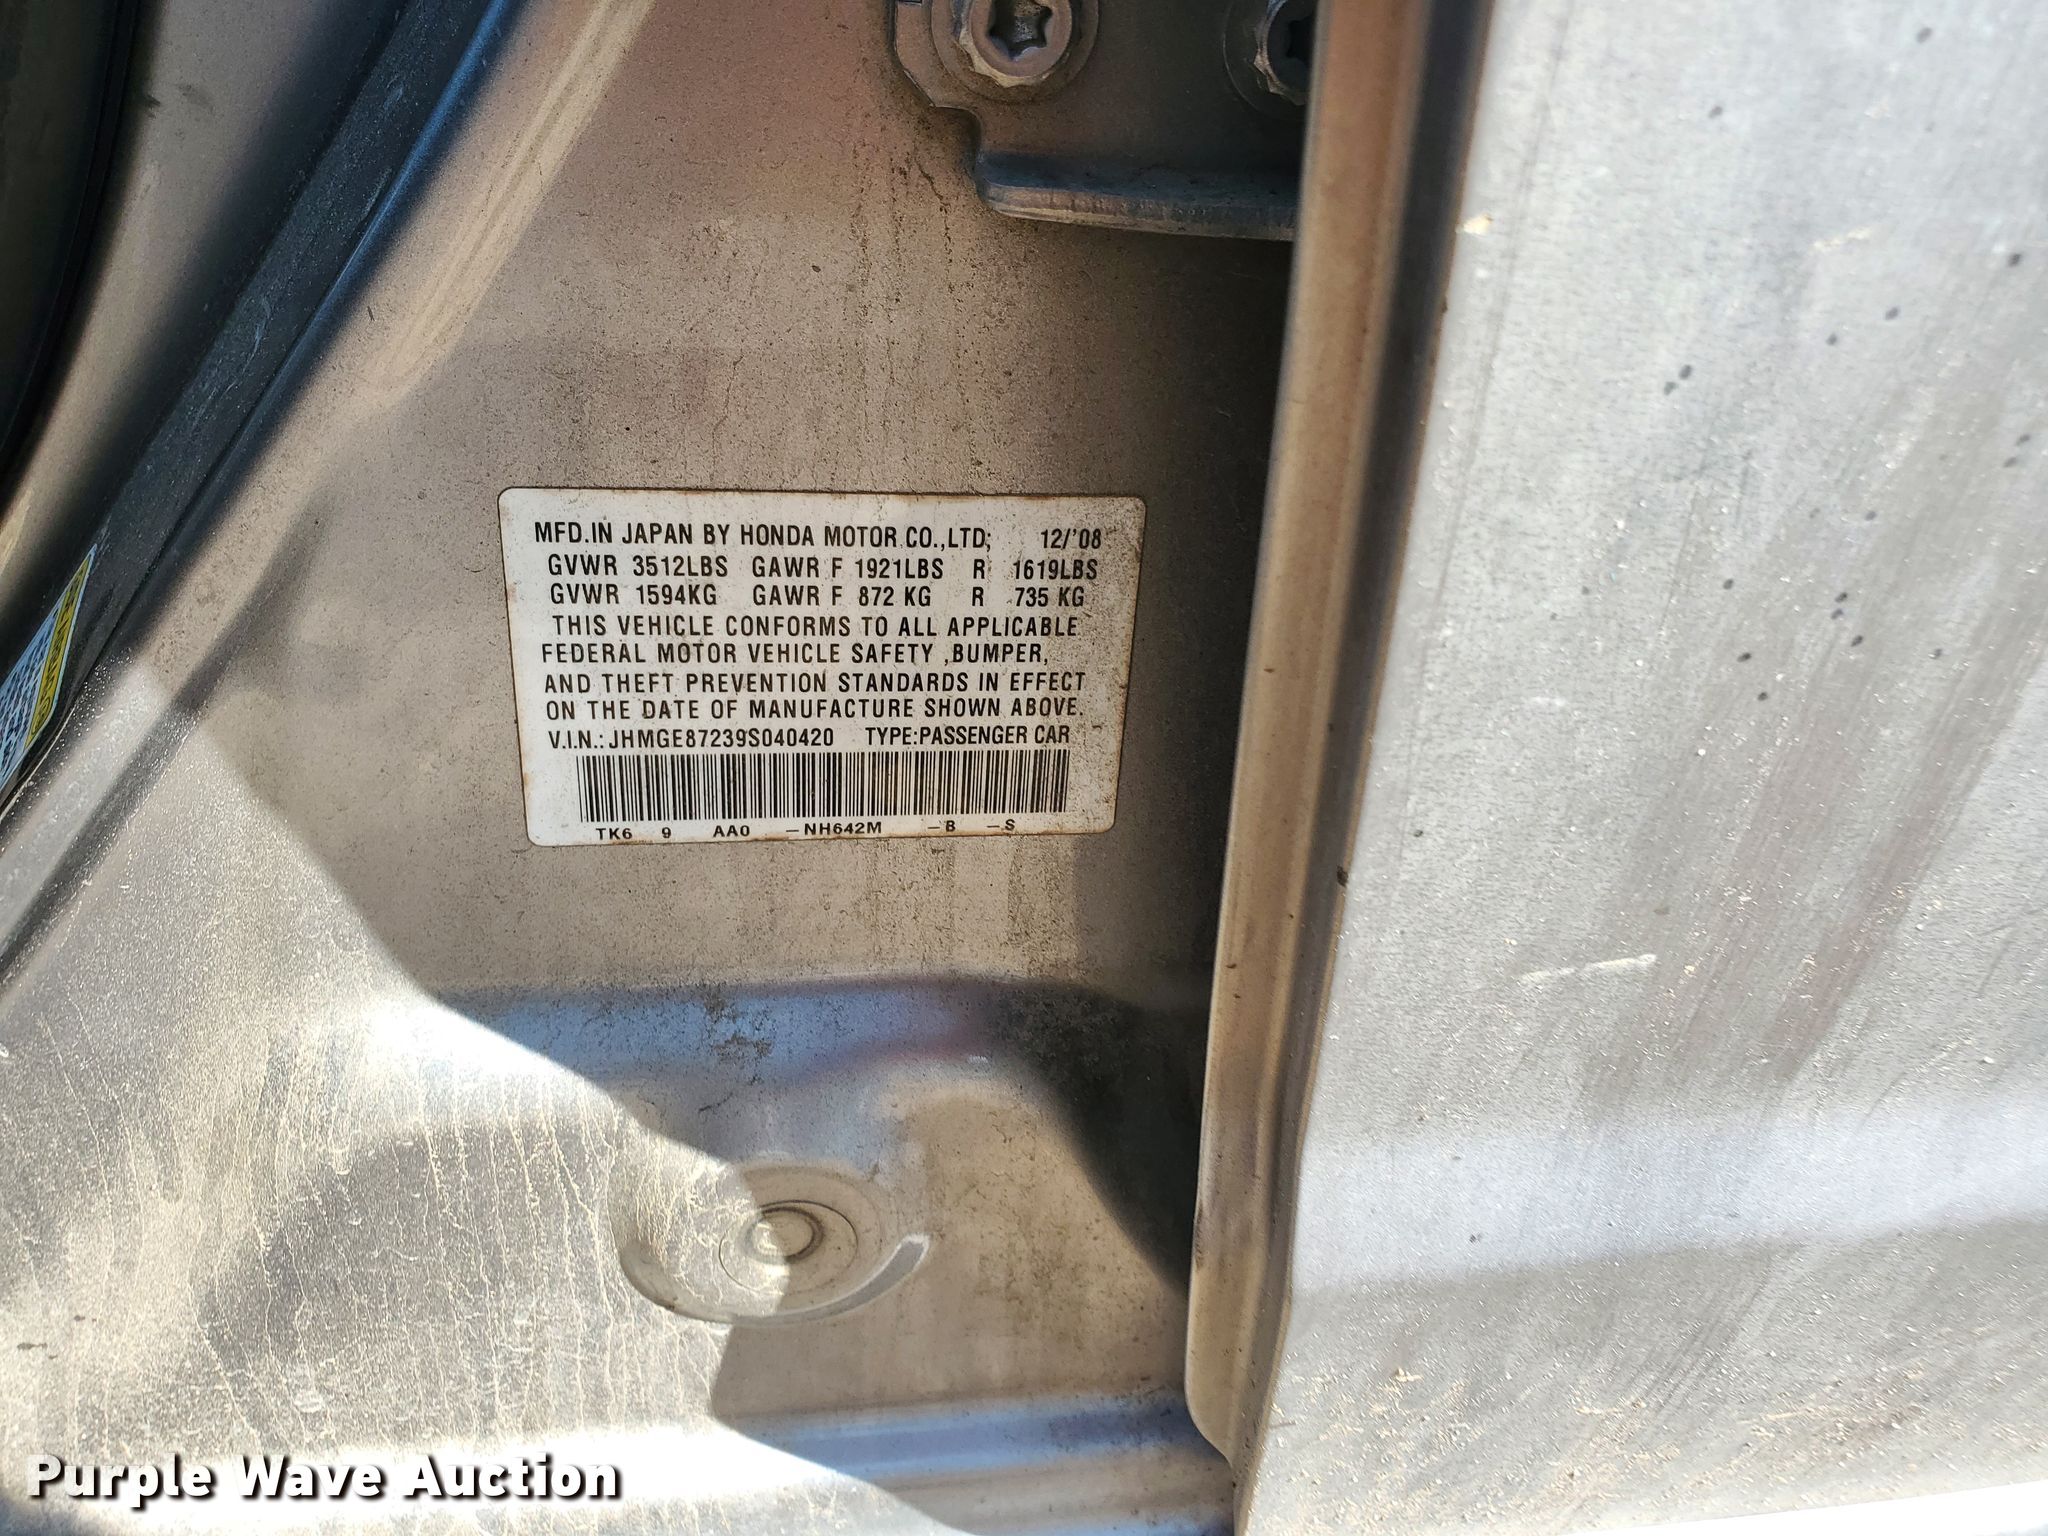 MFD.IN JAPAN BY HONDA MOTOR CO.,LTD; 12/'08
GVWR 3512LBS GAWR F 1921LBS R 1619LBS
GVWR 1594KG GAWR F 872 KG R 735 KG
THIS VEHICLE CONFORMS TO ALL APPLICABLE
FEDERAL MOTOR VEHICLE SAFETY ,BUMPER,
AND THEFT PREVENTION STANDARDS IN EFFECT
ON THE DATE OF MANUFACTURE SHOWN ABOVE.
V.I.N.: JHMGE87239S040420 TYPE:PASSENGER CAR
TK6 9 AA0 –NH642M –B –S
Purple Wave Auction